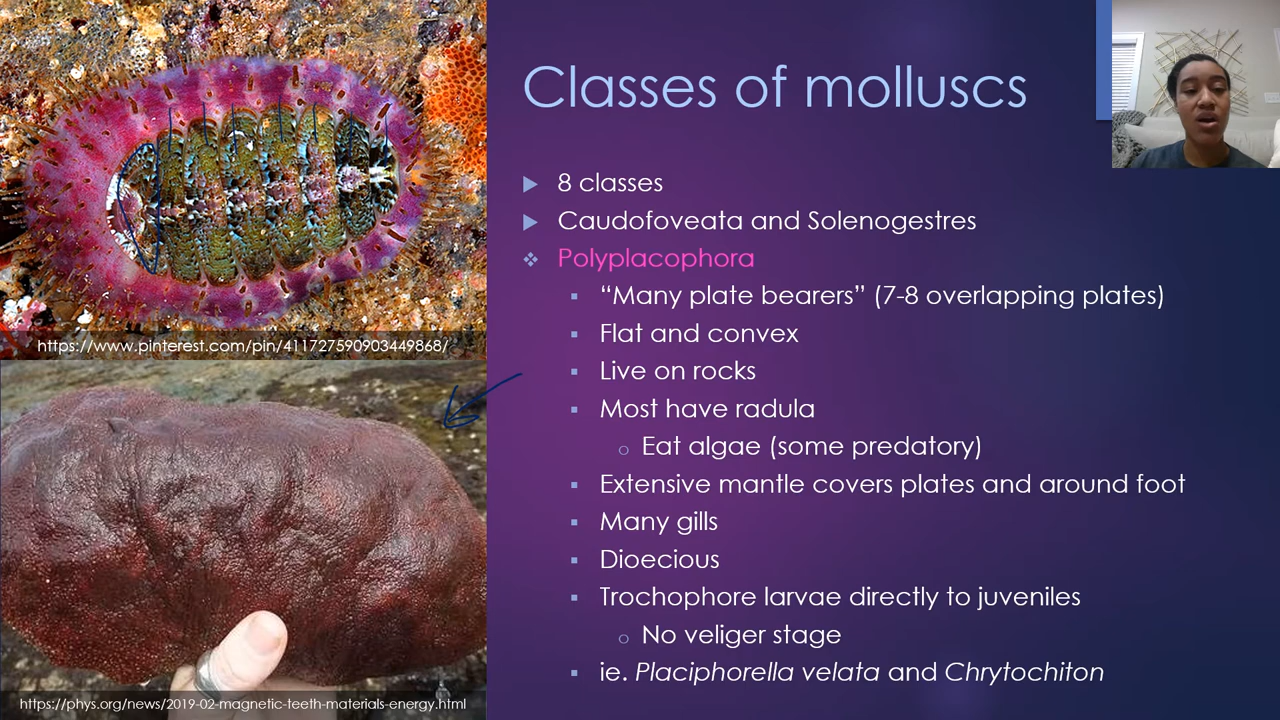 Classes of molluscs
8 classes
Caudofoveata and Solenogestres
Polyplacophora
“Many plate bearers” (7-8 overlapping plates)
Flat and convex
Live on rocks
Most have radula
Eat algae (some predatory)
Extensive mantle covers plates and around foot
Many gills
Dioecious
Trochophore larvae directly to juveniles
No veliger stage
ie. Placiphorella velata and Chrytochiton
https://www.pinterest.com/pin/411727590903449868/
https://phys.org/news/2019-02-magnetic-teeth-materials-energy.html